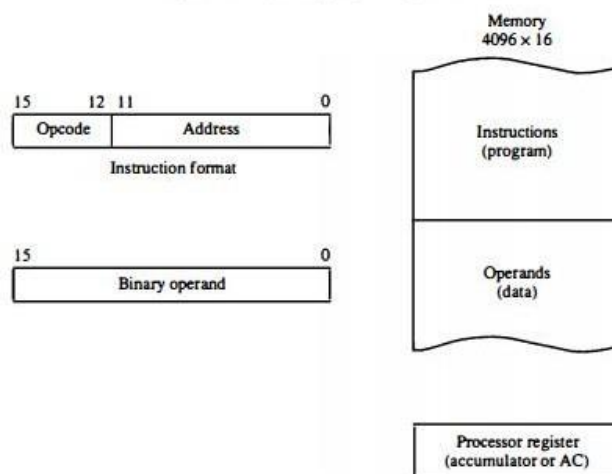 Memory
4096 × 16
15 12 11 0
Opcode Address
Instruction format
Instructions
(program)
15 0
Binary operand
Operands
(data)
Processor register
(accumulator or AC)